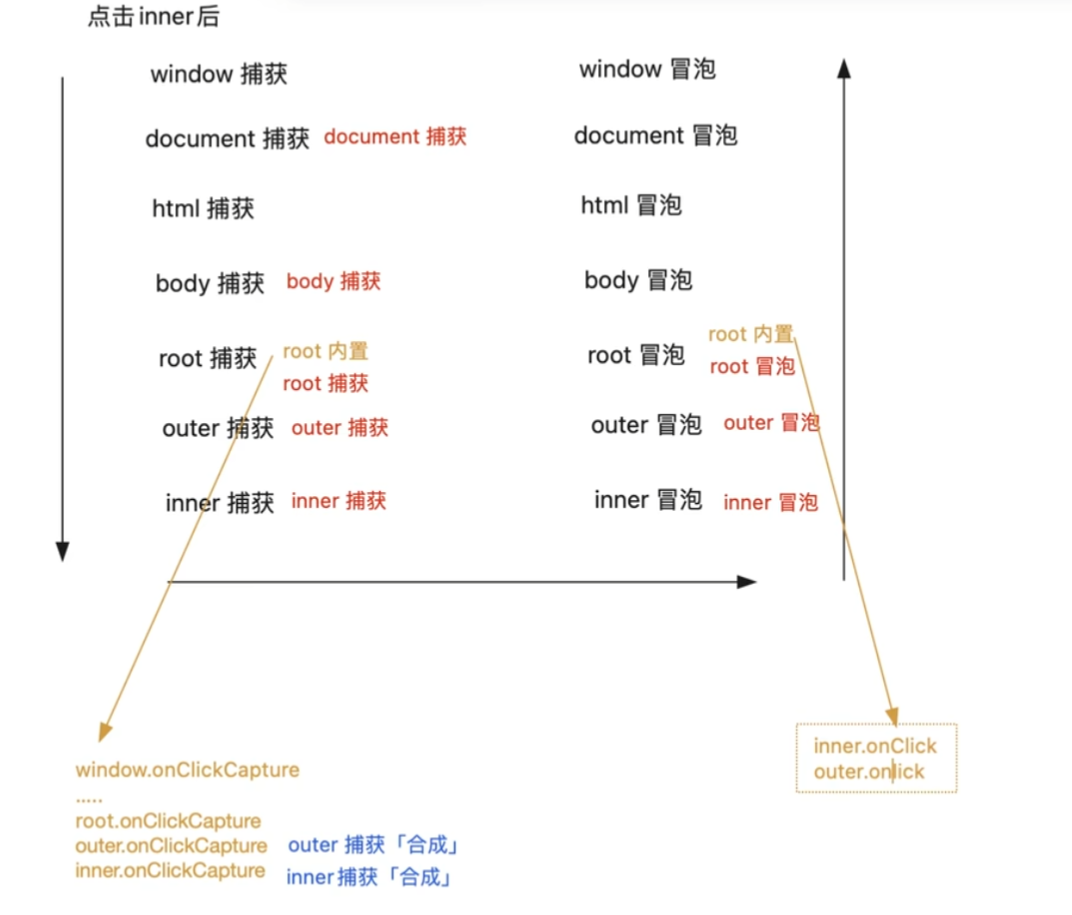 点击inner后
window 捕获
document 捕获 document 捕获
html 捕获
body 捕获 body 捕获
root 捕获 root 内置
root 捕获
outer 捕获 outer 捕获
inner 捕获 inner 捕获
window 冒泡
document 冒泡
html 冒泡
body 冒泡
root 冒泡 root 内置
root 冒泡
outer 冒泡 outer 冒泡
inner 冒泡 inner 冒泡
window.onClickCapture
.....
root.onClickCapture
outer.onClickCapture outer 捕获「合成」
inner.onClickCapture inner捕获「合成」
inner.onClick
outer.onlick